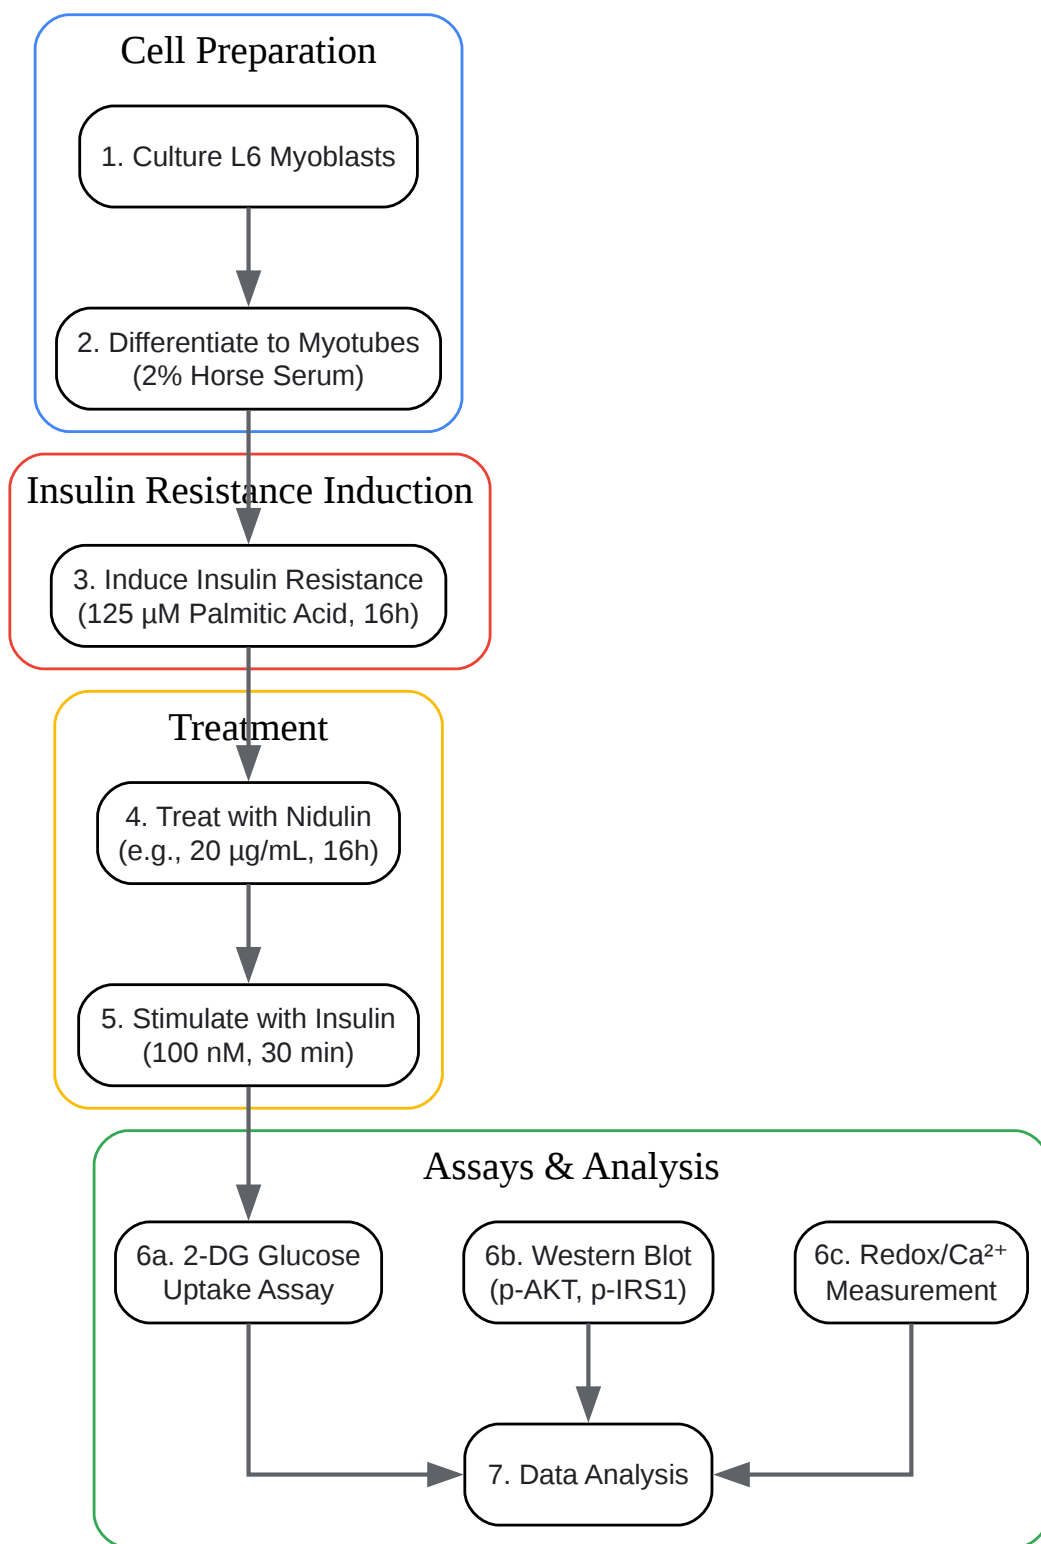 Cell Preparation
1. Culture L6 Myoblasts
2. Differentiate to Myotubes
(2% Horse Serum)
Insulin Resistance Induction
3. Induce Insulin Resistance
(125 µM Palmitic Acid, 16h)
Treatment
4. Treat with Nidulin
(e.g., 20 µg/mL, 16h)
5. Stimulate with Insulin
(100 nM, 30 min)
Assays & Analysis
6a. 2-DG Glucose
Uptake Assay
6b. Western Blot
(p-AKT, p-IRS1)
6c. Redox/Ca²⁺
Measurement
7. Data Analysis